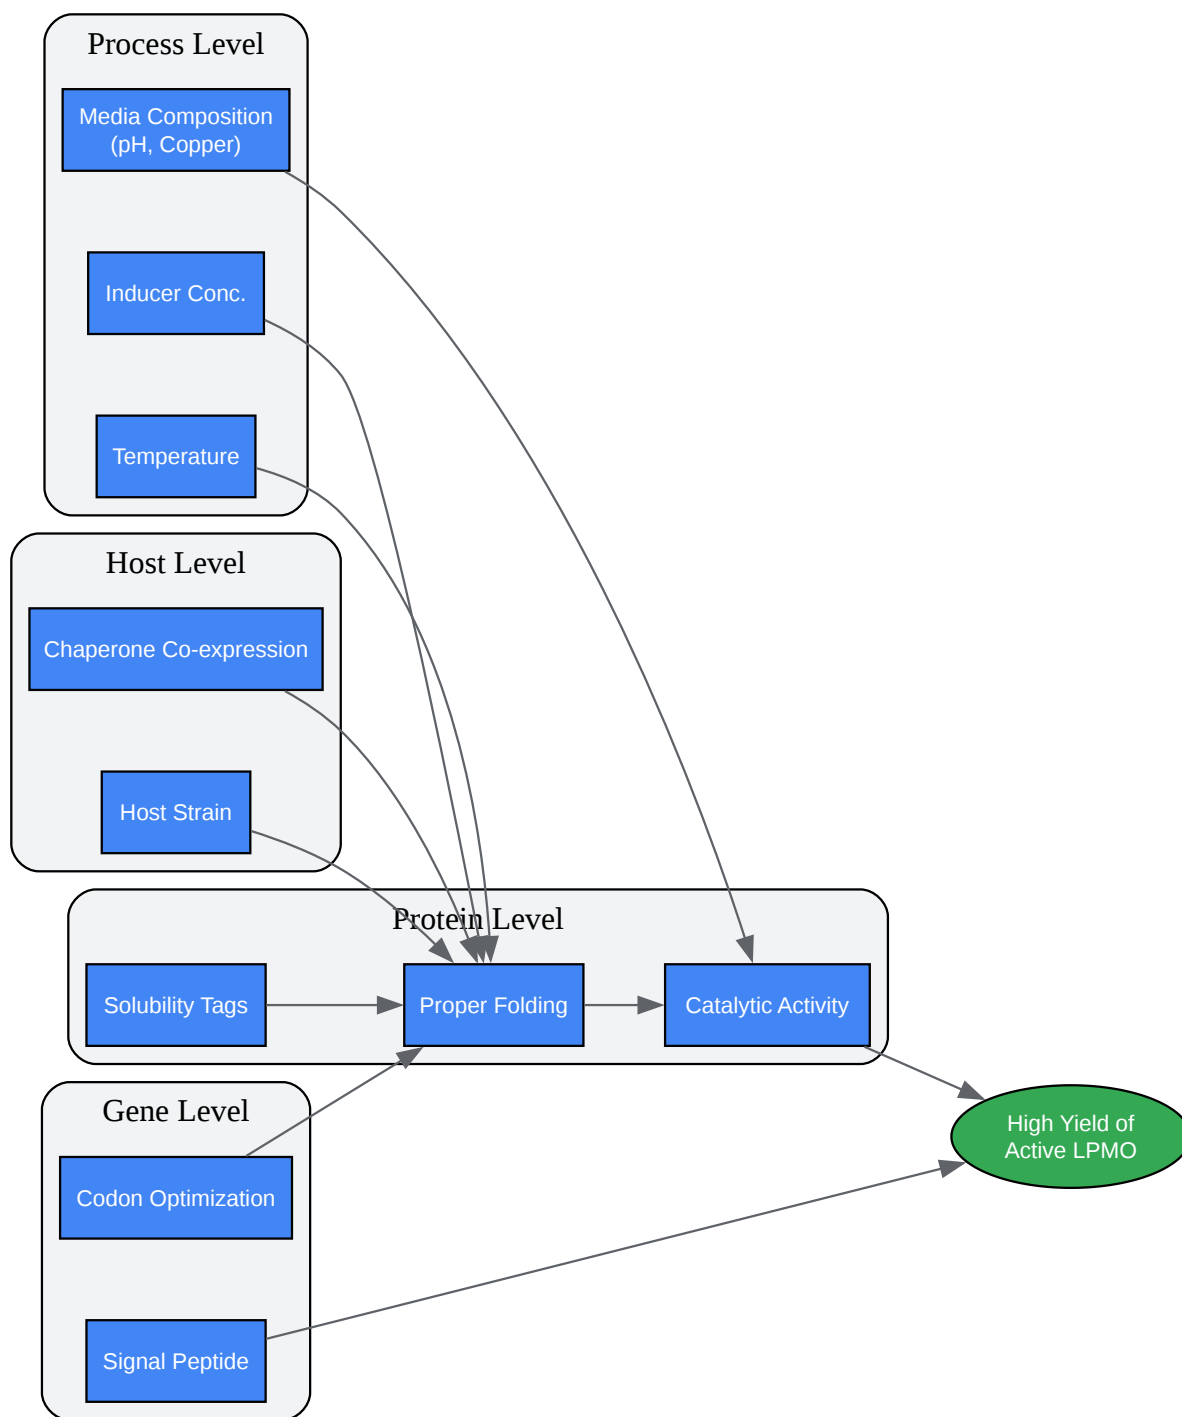 Process Level
Media Composition
(pH, Copper)
Inducer Conc.
Temperature
Host Level
Chaperone Co-expression
Host Strain
Protein Level
Solubility Tags
Proper Folding
Catalytic Activity
Gene Level
Codon Optimization
Signal Peptide
High Yield of
Active LPMO